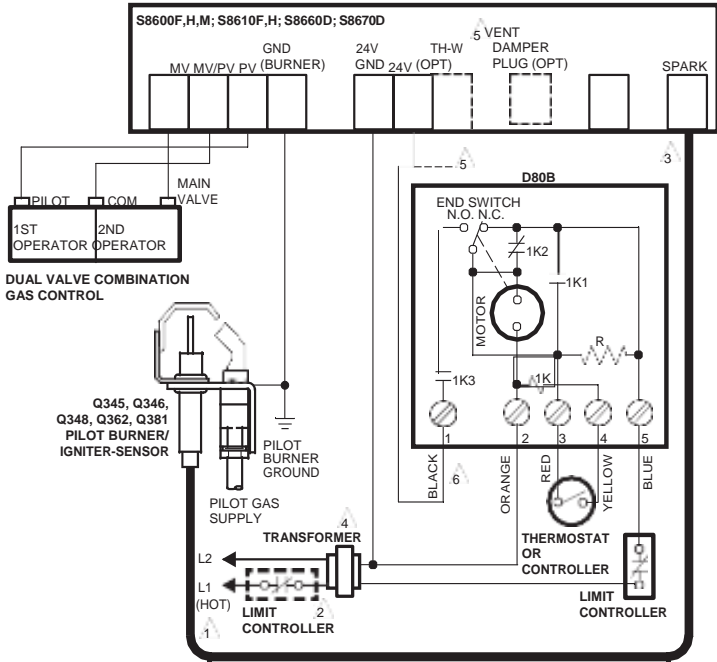 S8600F,H,M; S8610F,H; S8660D; S8670D
MV MV/PV PV
GND
(BURNER)
24V
GND
24V
TH-W
(OPT)
5
VENT
DAMPER
PLUG (OPT)
SPARK
3
5
PILOT
COM
MAIN
VALVE
1ST
OPERATOR
2ND
OPERATOR
DUAL VALVE COMBINATION
GAS CONTROL
D80B
END SWITCH
N.O. N.C.
1K2
1K1
MOTOR
R
1K3
1K
1
2
3
4
5
BLACK
6
ORANGE
RED
YELLOW
BLUE
Q345, Q346,
Q348, Q362, Q381
PILOT BURNER/
IGNITER-SENSOR
PILOT
BURNER
GROUND
PILOT GAS
SUPPLY
4
TRANSFORMER
THERMOSTAT
OR
CONTROLLER
L2
L1
(HOT)
1
2
LIMIT
CONTROLLER
LIMIT
CONTROLLER